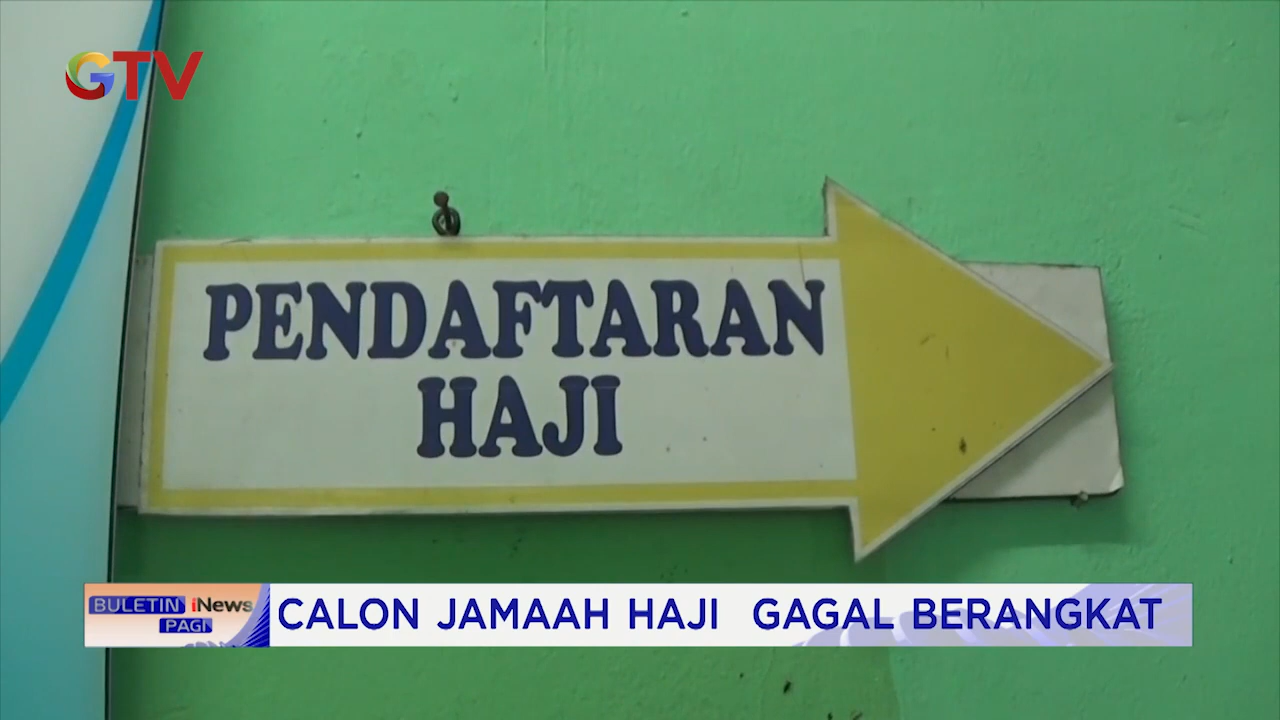 GTV
PENDAFTARAN
HAJI
BULETIN iNews
PAGI
CALON JAMAAH HAJI GAGAL BERANGKAT